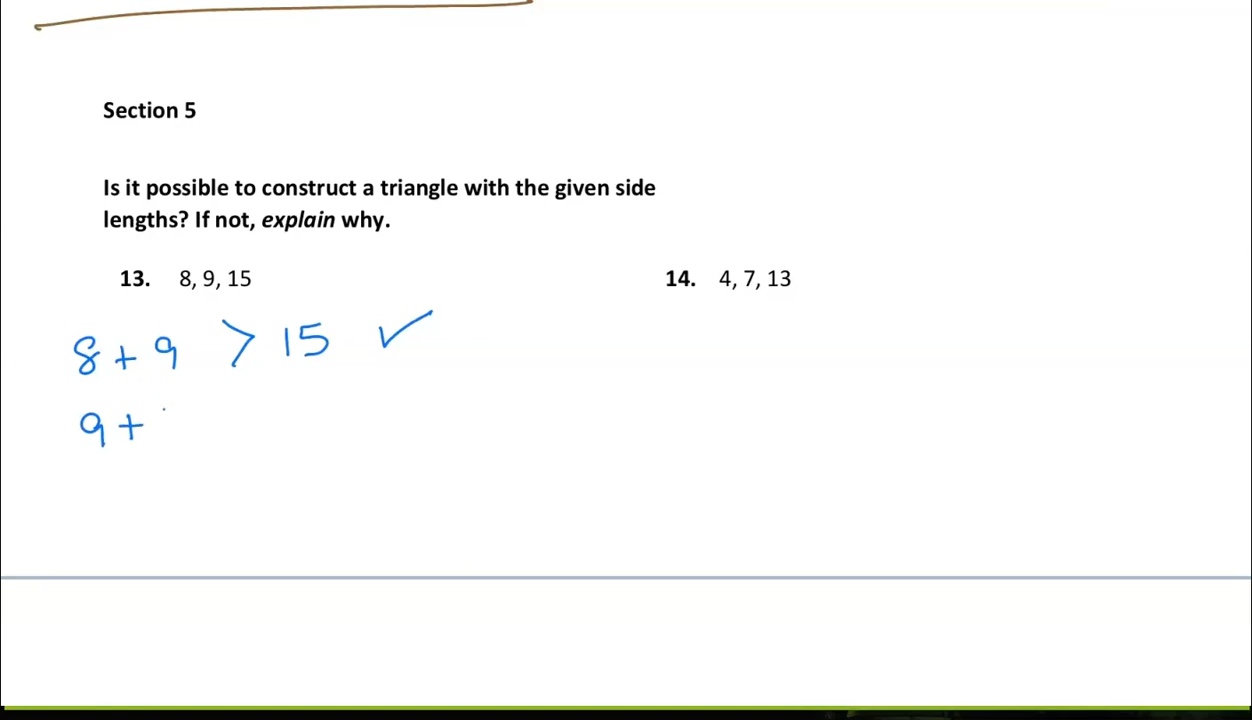 Section 5
Is it possible to construct a triangle with the given side
lengths? If not, explain why.
13. 8, 9, 15
14. 4, 7, 13
8 + 9 > 15 ✓
9 +